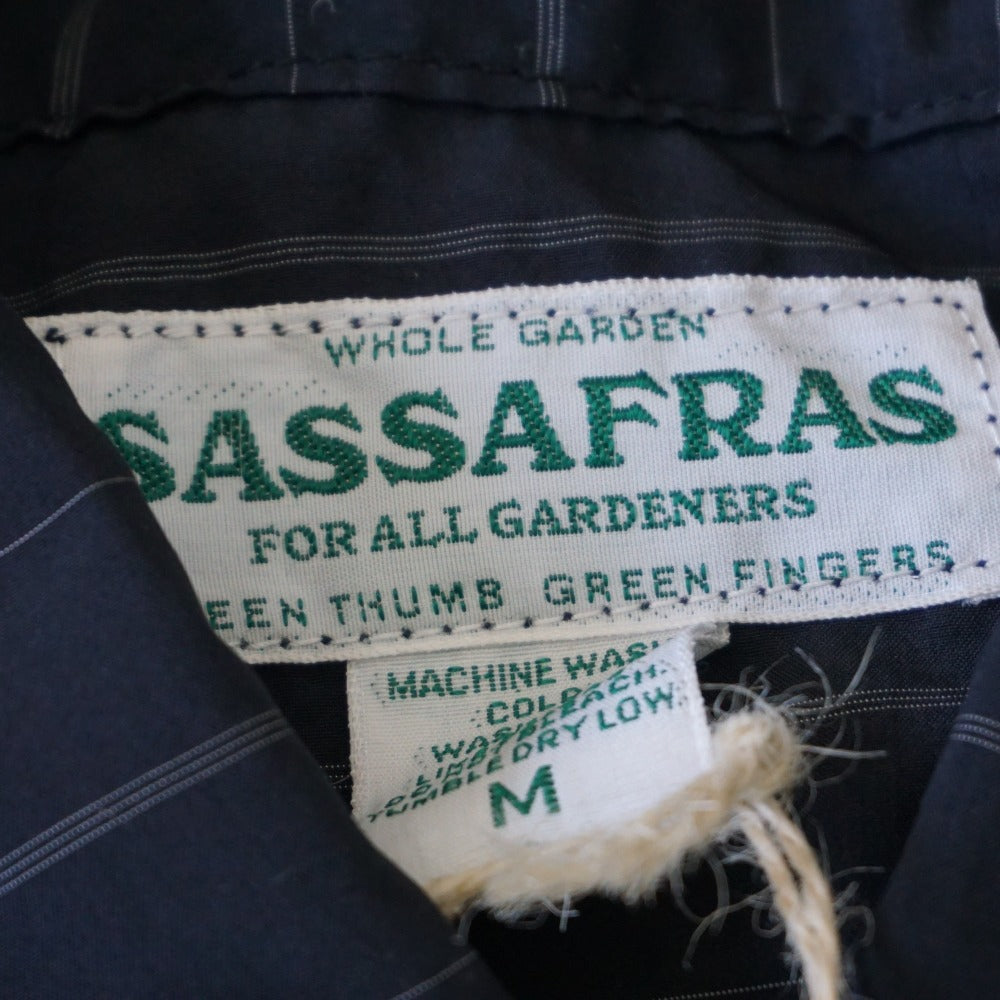 WHOLE GARDEN
SASSAFRAS
FOR ALL GARDENERS
EEN THUMB GREEN FINGERS
MACHINE WASH
TUMBLE DRY LOW.
M